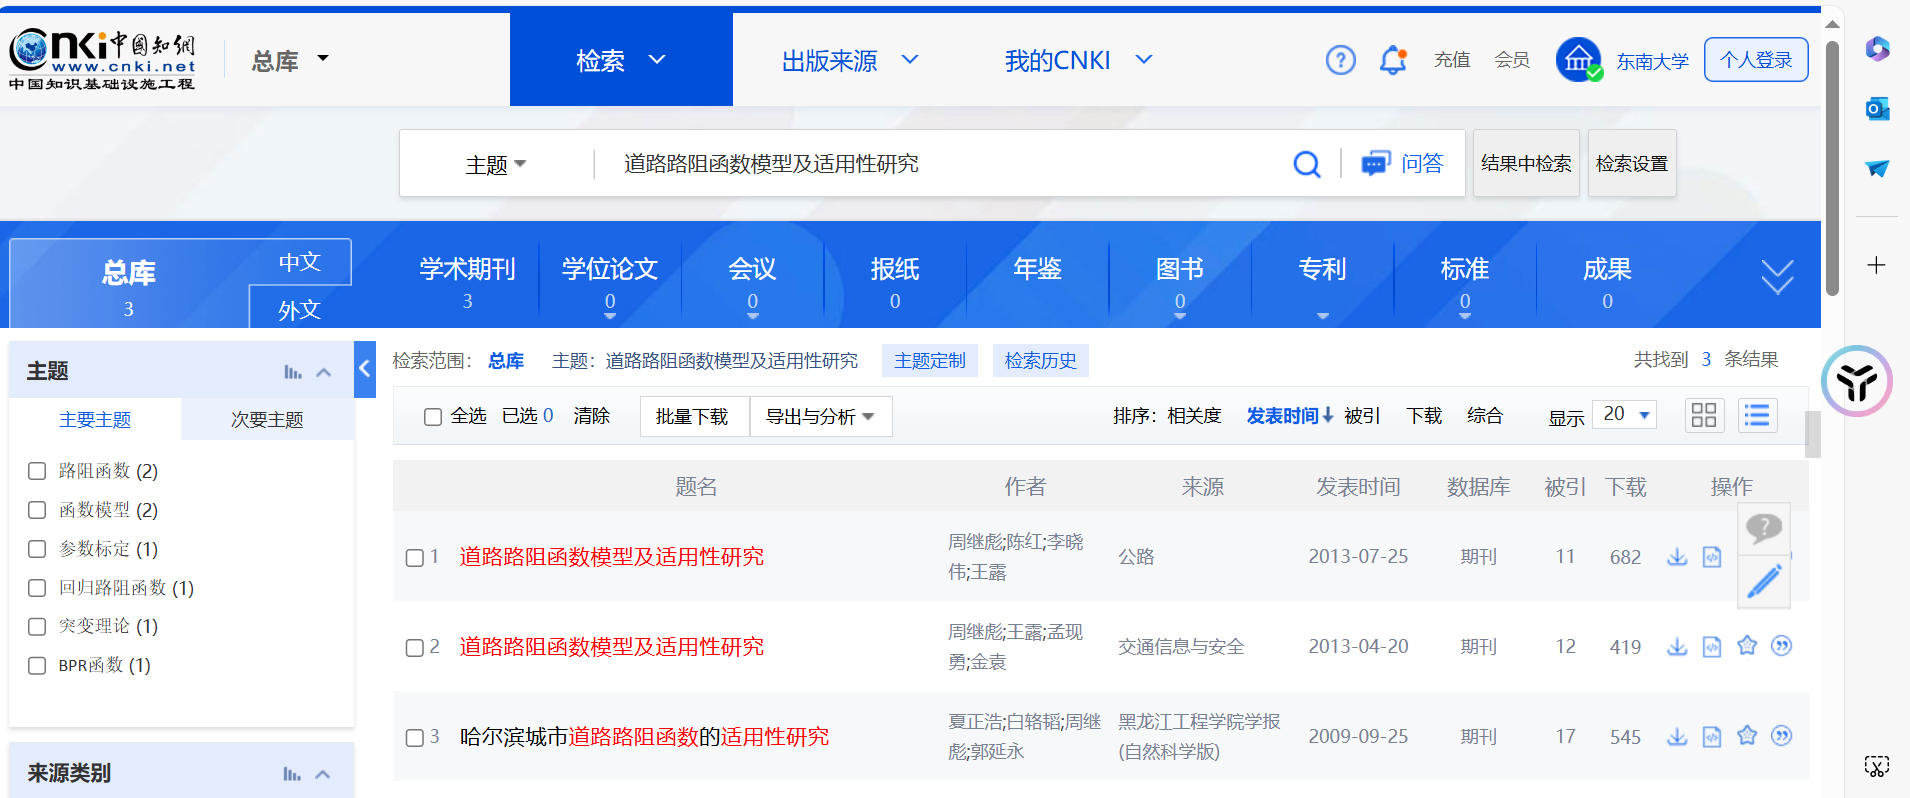 cnki中國知網
www.cnki.net
中国知识基础设施工程
总库
检索
出版来源
我的CNKI
充值
会员
东南大学
个人登录
主题
道路路阻函数模型及适用性研究
问答
结果中检索
检索设置
总库
3
中文
外文
学术期刊
3
学位论文
0
会议
0
报纸
0
年鉴
图书
0
专利
标准
0
成果
0
主题
主要主题
次要主题
路阻函数 (2)
函数模型 (2)
参数标定 (1)
回归路阻函数 (1)
突变理论 (1)
BPR函数 (1)
来源类别
检索范围： 总库 主题：道路路阻函数模型及适用性研究 主题定制 检索历史 共找到 3 条结果
全选 已选 0 清除 批量下载 导出与分析 排序：相关度 发表时间↓ 被引 下载 综合 显示 20
题名 作者 来源 发表时间 数据库 被引 下载 操作
1 道路路阻函数模型及适用性研究 周继彪;陈红;李晓
伟;王露 公路 2013-07-25 期刊 11 682
2 道路路阻函数模型及适用性研究 周继彪;王露;孟现
勇;金袁 交通信息与安全 2013-04-20 期刊 12 419
3 哈尔滨城市道路路阻函数的适用性研究 夏正浩;白辂韬;周继
彪;郭延永 黑龙江工程学院学报
(自然科学版) 2009-09-25 期刊 17 545